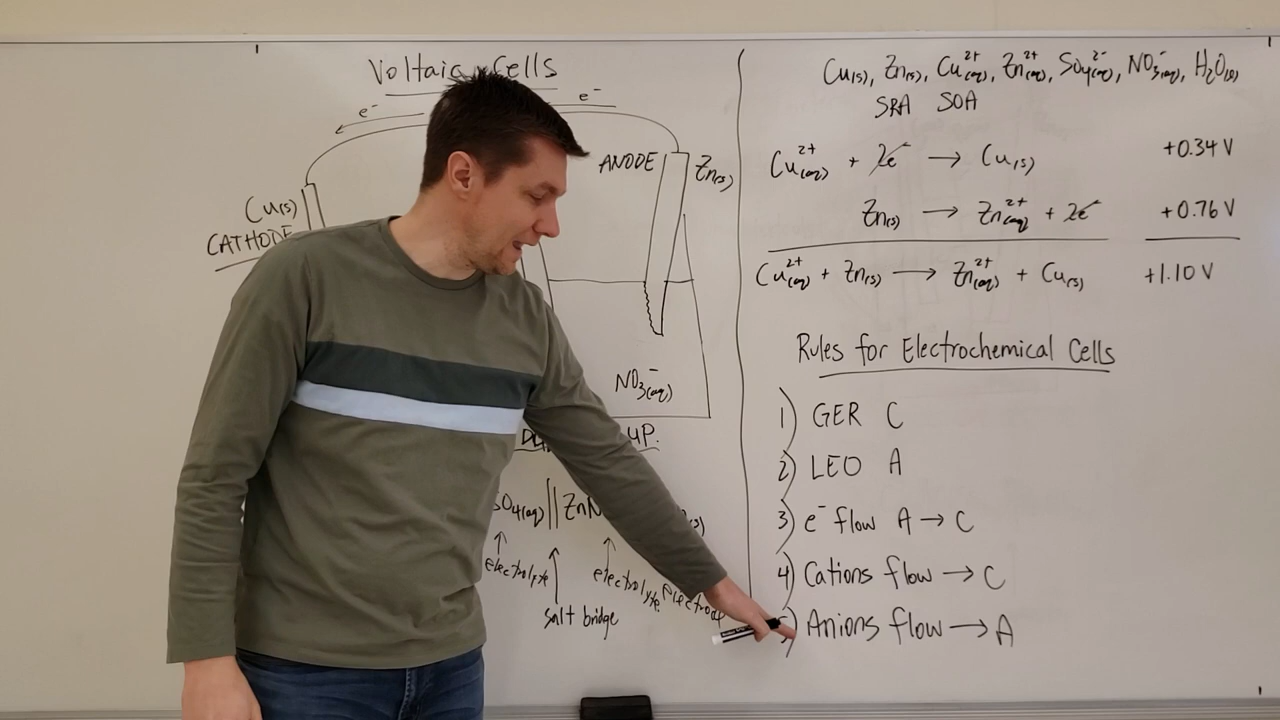 Voltaic Cells
e⁻
e⁻
ANODE
Zn(s)
Cu(s)
CATHODE
NO₃⁻(aq)
UP.
SO₄(aq) || ZnN
electrolyte
salt bridge
electrolyte
electrode
Cu(s), Zn(s), Cu²⁺(aq), Zn²⁺(aq), SO₄²⁻(aq), NO₃⁻(aq), H₂O(l)
SRA SOA
Cu²⁺(aq) + 2e⁻ → Cu(s) +0.34 V
Zn(s) → Zn²⁺(aq) + 2e⁻ +0.76 V
Cu²⁺(aq) + Zn(s) → Zn²⁺(aq) + Cu(s) +1.10 V
Rules for Electrochemical Cells
1) GER C
2) LEO A
3) e⁻ flow A → C
4) Cations flow → C
5) Anions flow → A